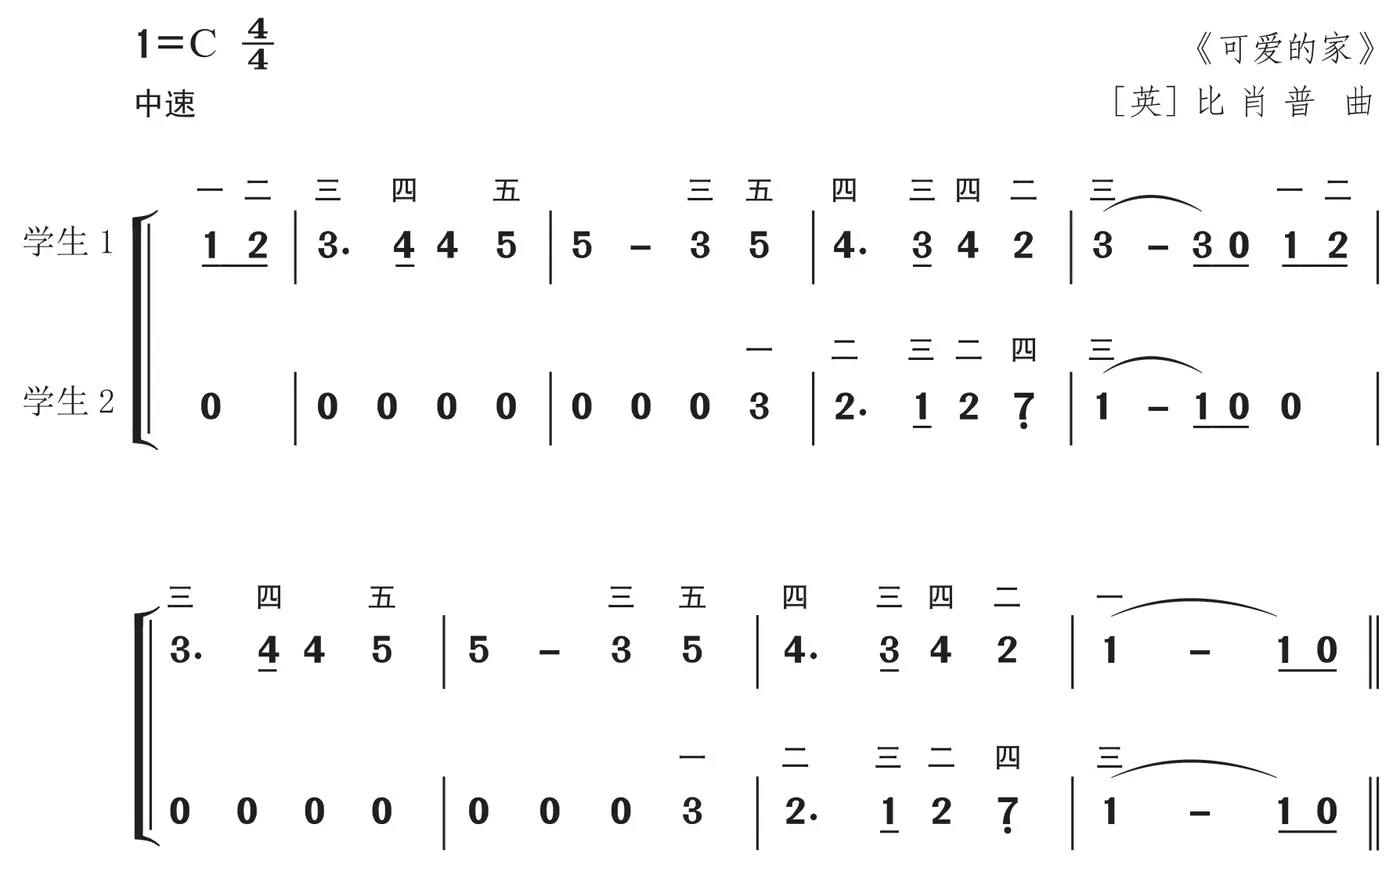 1=C 4/4
《可爱的家》
中速
[英]比肖普 曲
一 二 三 四 五 三 五 四 三 四 二 三 一 二
学生1 1 2 | 3. 4 4 5 | 5 - 3 5 | 4. 3 4 2 | 3 - 3 0 1 2 |
一 二 三 二 四 三
学生2 0 | 0 0 0 0 | 0 0 0 3 | 2. 1 2 7̣ | 1 - 1 0 0 |
三 四 五 三 五 四 三 四 二 一
3. 4 4 5 | 5 - 3 5 | 4. 3 4 2 | 1 - 1 0 ||
一 二 三 二 四 三
0 0 0 0 | 0 0 0 3 | 2. 1 2 7̣ | 1 - 1 0 ||